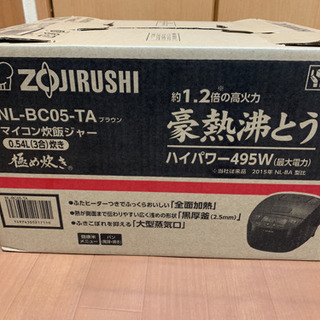 ZOJIRUSHI
NL-BC05-TA ブラウン
マイコン炊飯ジャー
0.54L(3合)炊き
極め炊き
約1.2倍の高火力
豪熱沸とう
ハイパワー495W(最大電力)
※当社従来品 2015年 NL-BA 型比
●ふたヒーターつきでふっくらおいしい「全面加熱」
●熱が側面まで伝わりやすい広く浅めの形状「黒厚釜(2.5mm)」
●ふきこぼれを抑える「大型蒸気口」